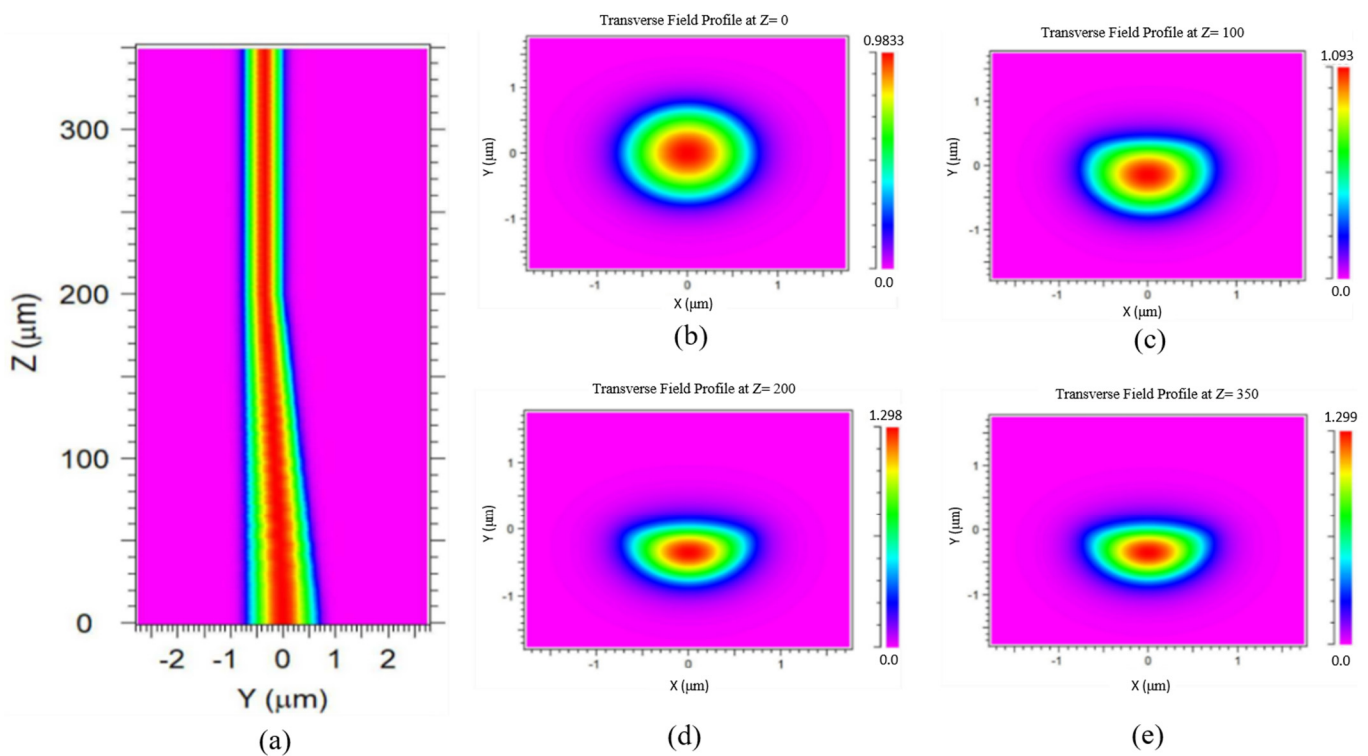 300
200
100
0
Z (μm)
-2
-1
0
1
2
Y (μm)
(a)
Transverse Field Profile at Z= 0
0.9833
1
0
-1
Y (μm)
-1
0
1
0.0
X (μm)
(b)
Transverse Field Profile at Z= 100
1.093
1
0
-1
Y (μm)
-1
0
1
0.0
X (μm)
(c)
Transverse Field Profile at Z= 200
1.298
1
0
-1
Y (μm)
-1
0
1
0.0
X (μm)
(d)
Transverse Field Profile at Z= 350
1.299
1
0
-1
Y (μm)
-1
0
1
0.0
X (μm)
(e)